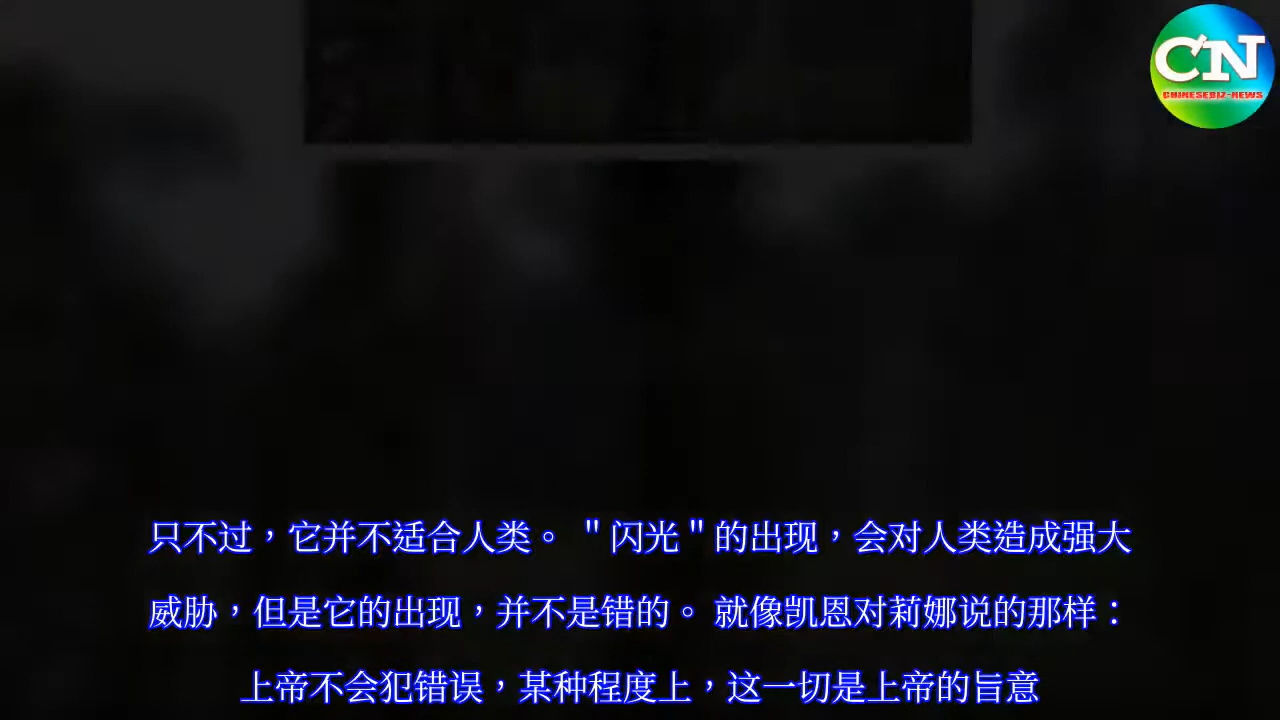 CN
CHINESEBIZ-NEWS
只不过，它并不适合人类。 "闪光"的出现，会对人类造成强大
威胁，但是它的出现，并不是错的。 就像凯恩对莉娜说的那样：
上帝不会犯错误，某种程度上，这一切是上帝的旨意